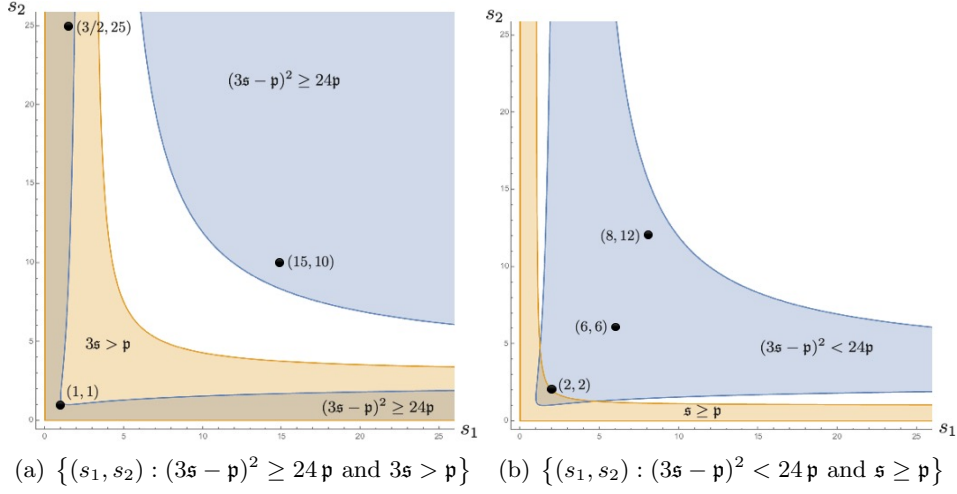 s₂
25
20
15
10
5
0
0
5
10
15
20
25
s₁
(3/2, 25)
(3𝔰 − 𝔭)² ≥ 24𝔭
(15, 10)
3𝔰 > 𝔭
(1, 1)
(3𝔰 − 𝔭)² ≥ 24𝔭
(a) {(s₁, s₂) : (3𝔰 − 𝔭)² ≥ 24 𝔭 and 3𝔰 > 𝔭}
s₂
25
20
15
10
5
0
0
5
10
15
20
25
s₁
(8, 12)
(6, 6)
(3𝔰 − 𝔭)² < 24𝔭
(2, 2)
𝔰 ≥ 𝔭
(b) {(s₁, s₂) : (3𝔰 − 𝔭)² < 24 𝔭 and 𝔰 ≥ 𝔭}